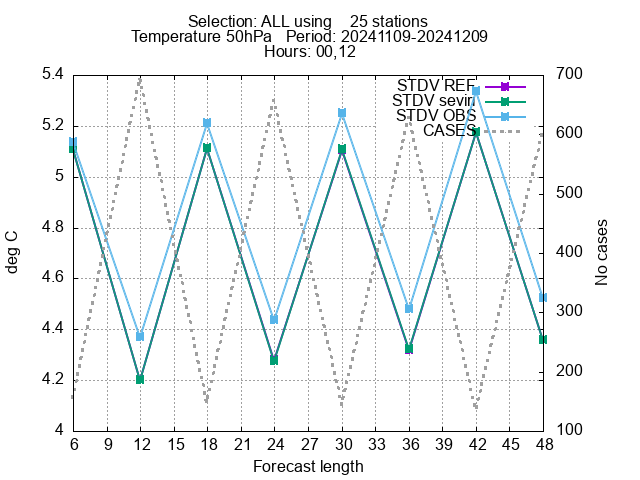 Selection: ALL using    25 stations
Temperature 50hPa   Period: 20241109-20241209
Hours: 00,12
STDV REF
STDV sevin
STDV OBS
CASES
deg C
5.4
5.2
5
4.8
4.6
4.4
4.2
4
700
600
500
400
300
200
100
No cases
6 9 12 15 18 21 24 27 30 33 36 39 42 45 48
Forecast length